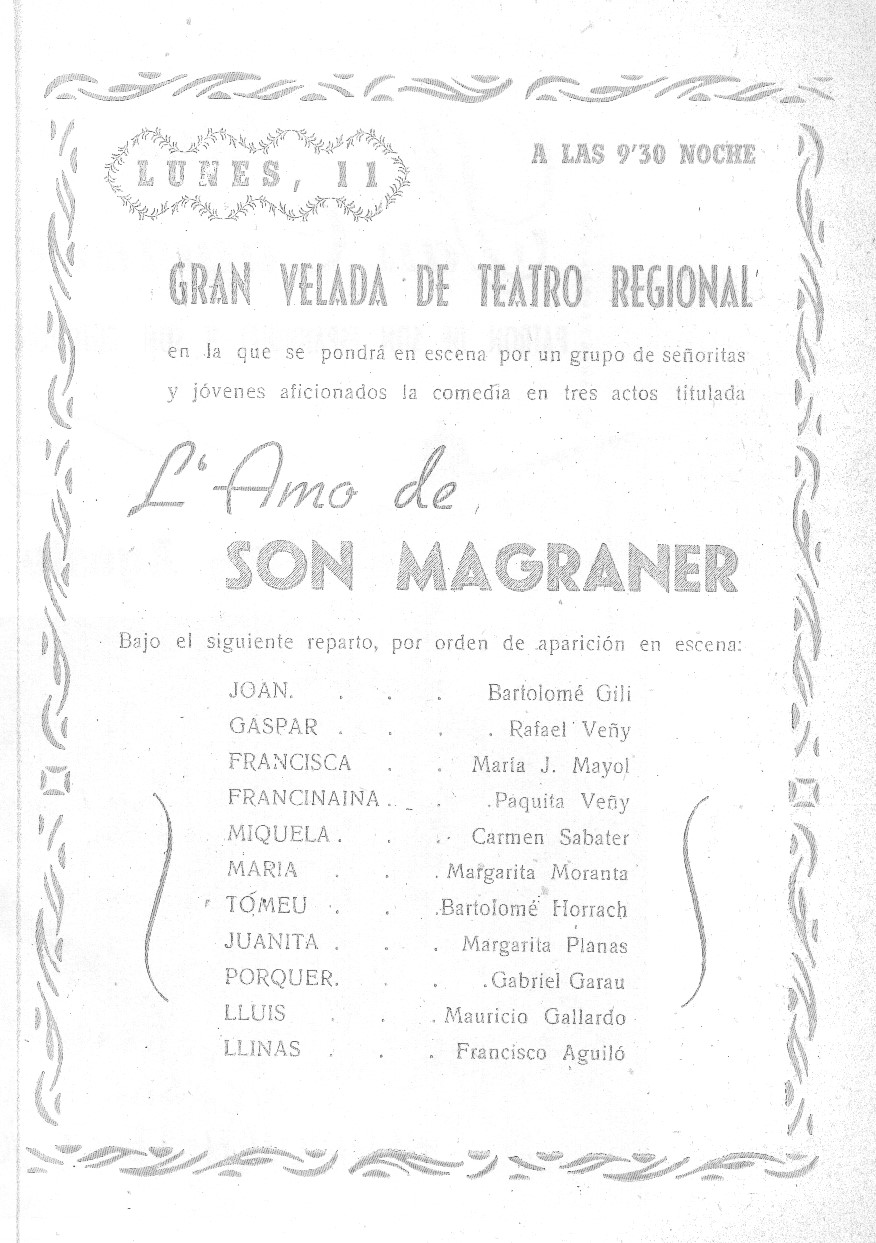 LUNES, 11
A LAS 9'30 NOCHE
GRAN VELADA DE TEATRO REGIONAL
en la que se pondrá en escena por un grupo de señoritas
y jóvenes aficionados la comedia en tres actos titulada
L'Amo de
SON MAGRANER
Bajo el siguiente reparto, por orden de aparición en escena:
JOAN. . . . Bartolomé Gili
GASPAR . . . . Rafael Veñy
FRANCISCA . . María J. Mayol
FRANCINAINA . . . Paquita Veñy
MIQUELA . . . Carmen Sabater
MARIA . . . Margarita Moranta
TÓMEU . . . Bartolomé Horrach
JUANITA . . . Margarita Planas
PORQUER. . . . Gabriel Garau
LLUIS . . . Mauricio Gallardo
LLINAS . . . Francisco Aguiló